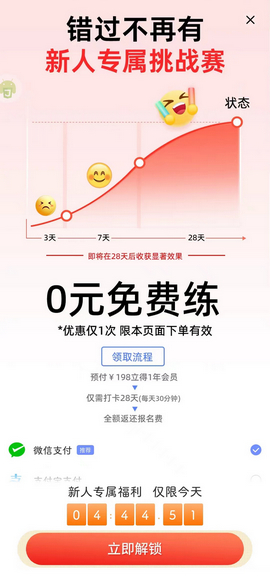 错过不再有
新人专属挑战赛
状态
3天 7天 28天
即将在28天后收获显著效果
0元免费练
*优惠仅1次 限本页面下单有效
领取流程
预付￥198立得1年会员
仅需打卡28天(每天30分钟)
全额返还报名费
微信支付 推荐
支付宝支付
新人专属福利 仅限今天
04:44.51
立即解锁